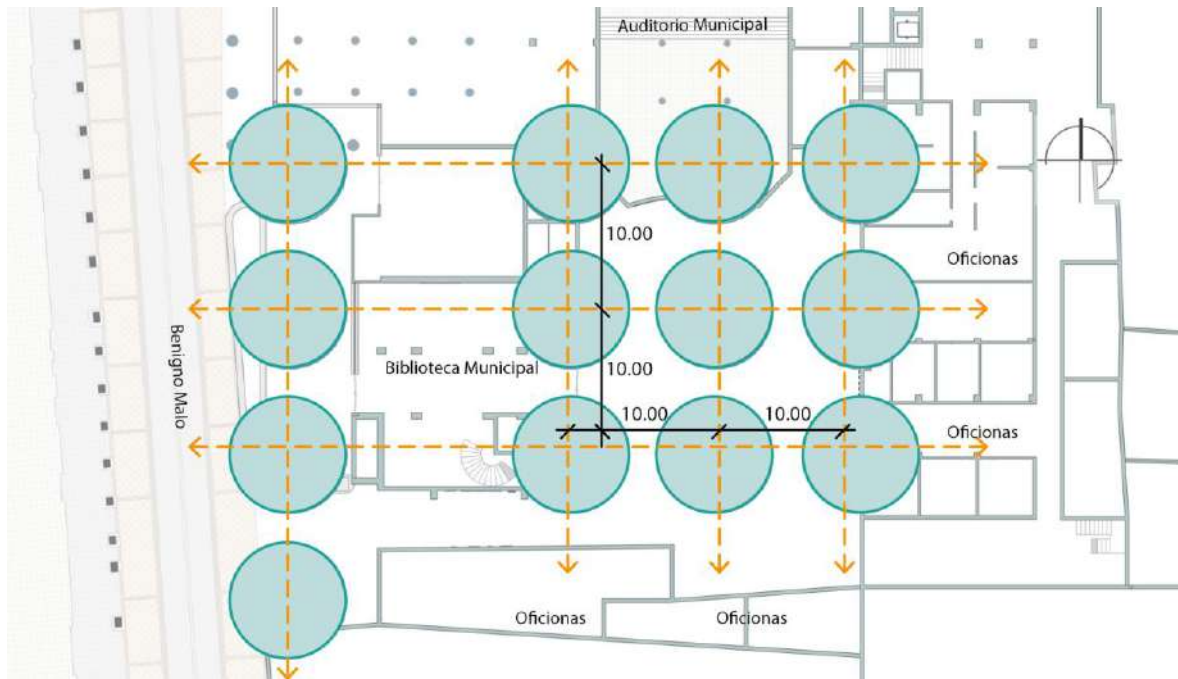 Auditorio Municipal
10.00
Oficionas
Benigno Malo
Biblioteca Municipal
10.00
10.00
10.00
Oficionas
Oficionas
Oficionas